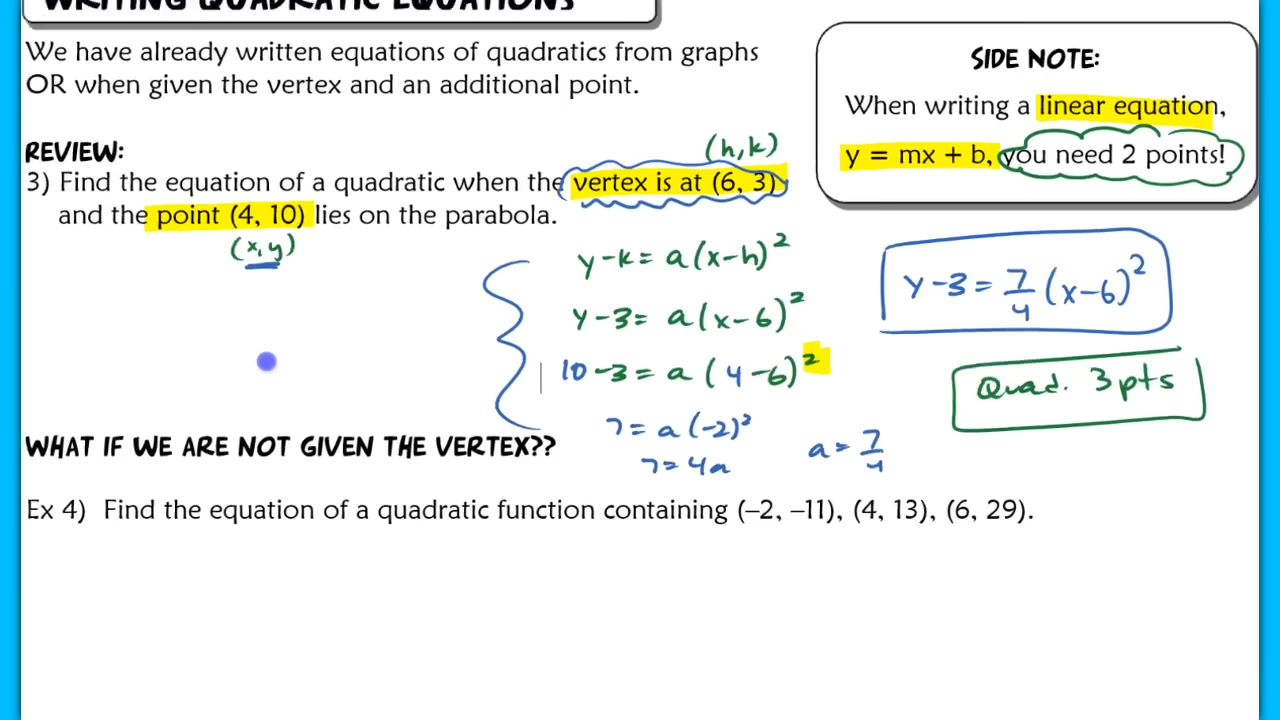 WRITING QUADRATIC EQUATIONS
We have already written equations of quadratics from graphs
OR when given the vertex and an additional point.
SIDE NOTE:
When writing a linear equation,
y = mx + b, you need 2 points!
REVIEW:
(h, k)
3) Find the equation of a quadratic when the vertex is at (6, 3)
and the point (4, 10) lies on the parabola.
(x, y)
y-k = a(x-h)²
y-3 = a(x-6)²
10-3 = a(4-6)²
7 = a(-2)²
7 = 4a
a = 7/4
y-3 = 7/4 (x-6)²
Quad. 3 pts
WHAT IF WE ARE NOT GIVEN THE VERTEX??
Ex 4) Find the equation of a quadratic function containing (–2, –11), (4, 13), (6, 29).